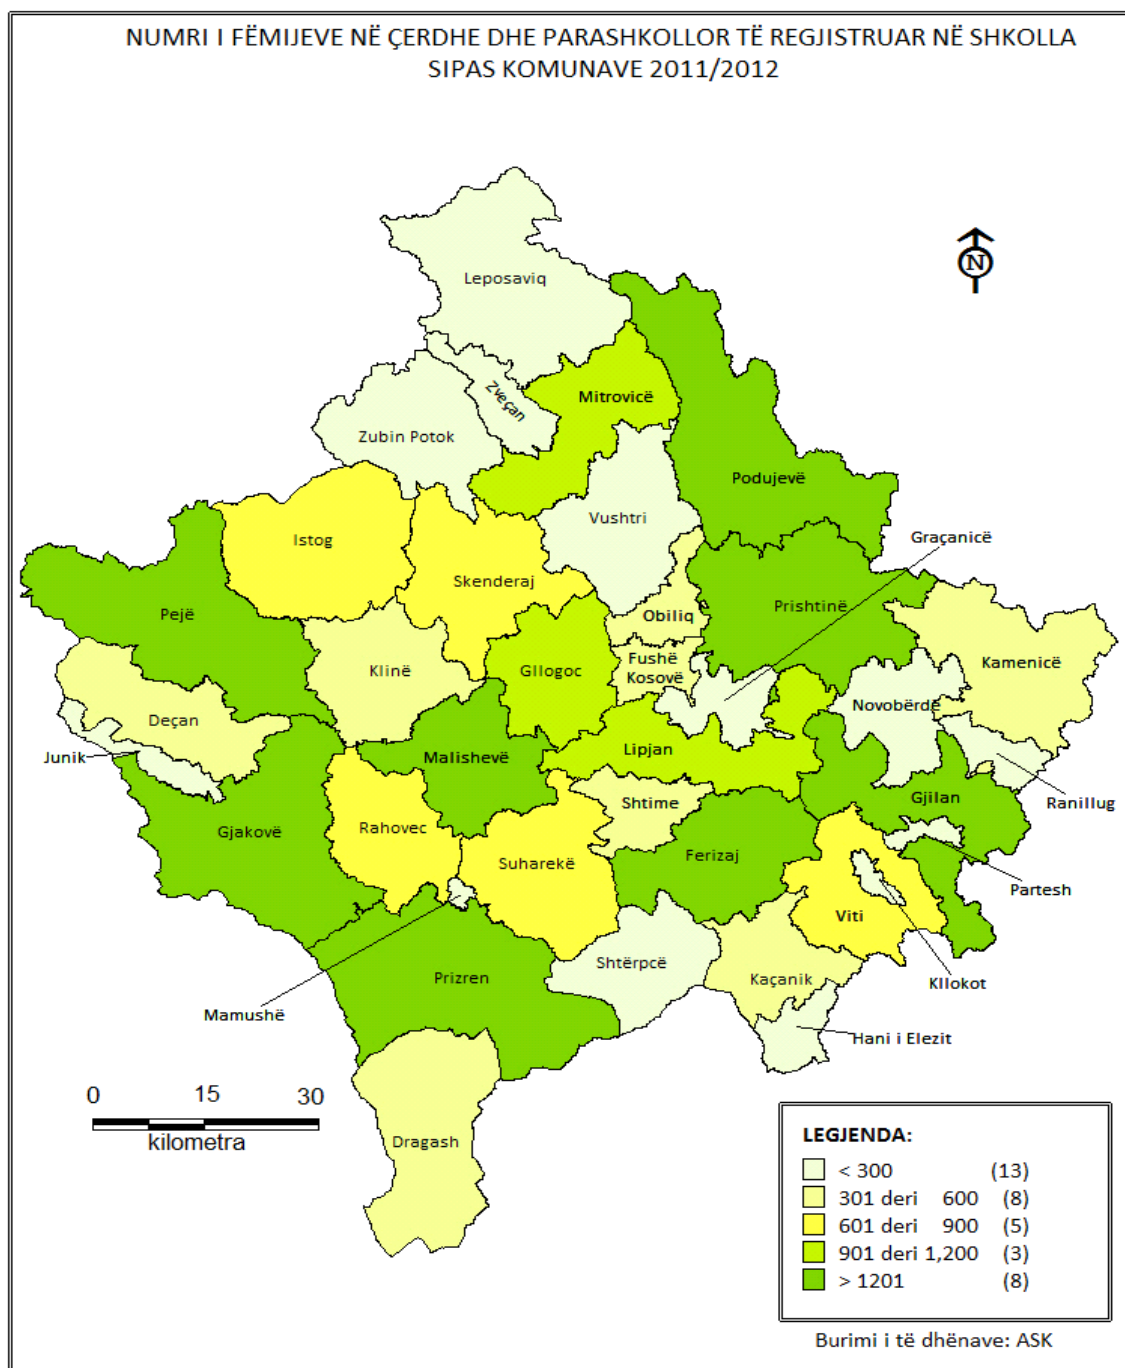 NUMRI I FËMIJEVE NË ÇERDHE DHE PARASHKOLLOR TË REGJISTRUAR NË SHKOLLA
SIPAS KOMUNAVE 2011/2012
N
Leposaviq
Zveçan
Mitrovicë
Zubin Potok
Podujevë
Vushtri
Istog
Graçanicë
Skenderaj
Prishtinë
Pejë
Obiliq
Kamenicë
Klinë
Gllogoc
Fushë
Kosovë
Novobërdë
Deçan
Junik
Malishevë
Lipjan
Shtime
Gjilan
Ranillug
Gjakovë
Rahovec
Suharekë
Ferizaj
Partesh
Viti
Shtërpcë
Kaçanik
Prizren
Kllokot
Mamushë
Hani i Elezit
Dragash
0 15 30
kilometra
LEGJENDA:
< 300 (13)
301 deri 600 (8)
601 deri 900 (5)
901 deri 1,200 (3)
> 1201 (8)
Burimi i të dhënave: ASK